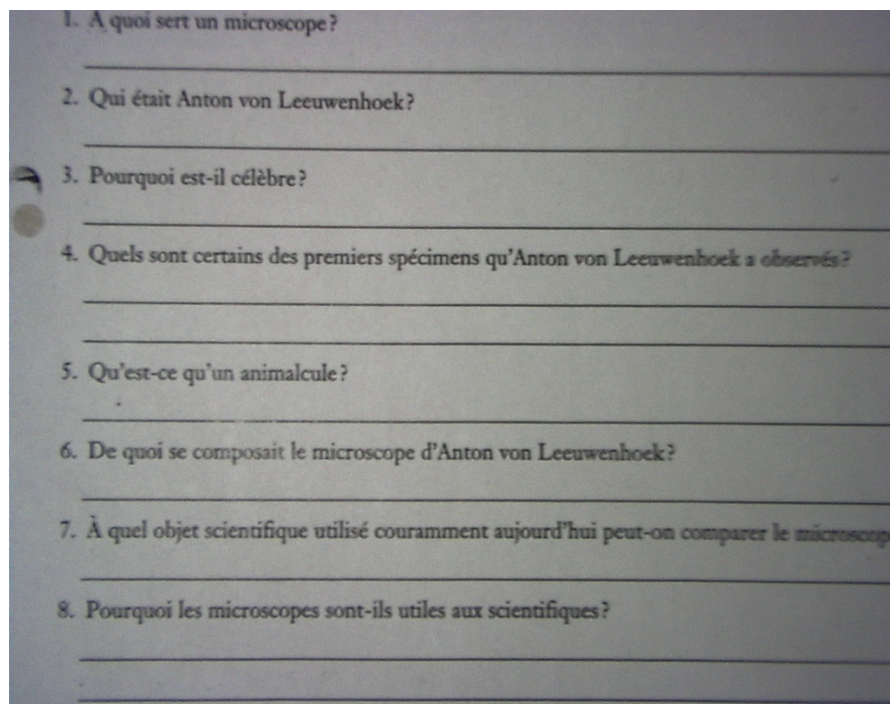 1. À quoi sert un microscope?
2. Qui était Anton von Leeuwenhoek?
3. Pourquoi est-il célèbre?
4. Quels sont certains des premiers spécimens qu'Anton von Leeuwenhoek a observés?
5. Qu'est-ce qu'un animalcule?
6. De quoi se composait le microscope d'Anton von Leeuwenhoek?
7. À quel objet scientifique utilisé couramment aujourd'hui peut-on comparer le microscop
8. Pourquoi les microscopes sont-ils utiles aux scientifiques?